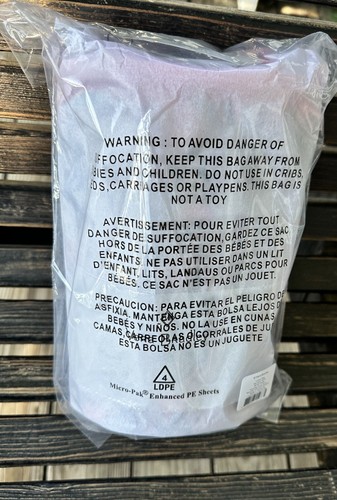 WARNING : TO AVOID DANGER OF
FFOCATION, KEEP THIS BAG AWAY FROM
BIES AND CHILDREN. DO NOT USE IN CRIBS,
DS, CARRIAGES OR PLAYPENS. THIS BAG IS
NOT A TOY
AVERTISSEMENT: POUR EVITER TOUT
DANGER DE SUFFOCATION, GARDEZ CE SAC
HORS DE LA PORTÉE DES BÉBÉS ET DES
ENFANTS. NE PAS UTILISER DANS UN LIT
D'ENFANT, LITS, LANDAUS OU PARCS POUR
BÉBÉS. CE SAC N'EST PAS UN JOUET.
PRECAUCION: PARA EVITAR EL PELIGRO DE
ASFIXIA, MANTENGA ESTA BOLSA LEJOS D
BEBÉS Y NIÑOS. NO LA USE EN CUNAS,
CAMAS, CARREOLAS O CORRALES DE JU
ESTA BOLSA NO ES UN JUGUETE
4
LDPE
Micro-Pak® Enhanced PE Sheets